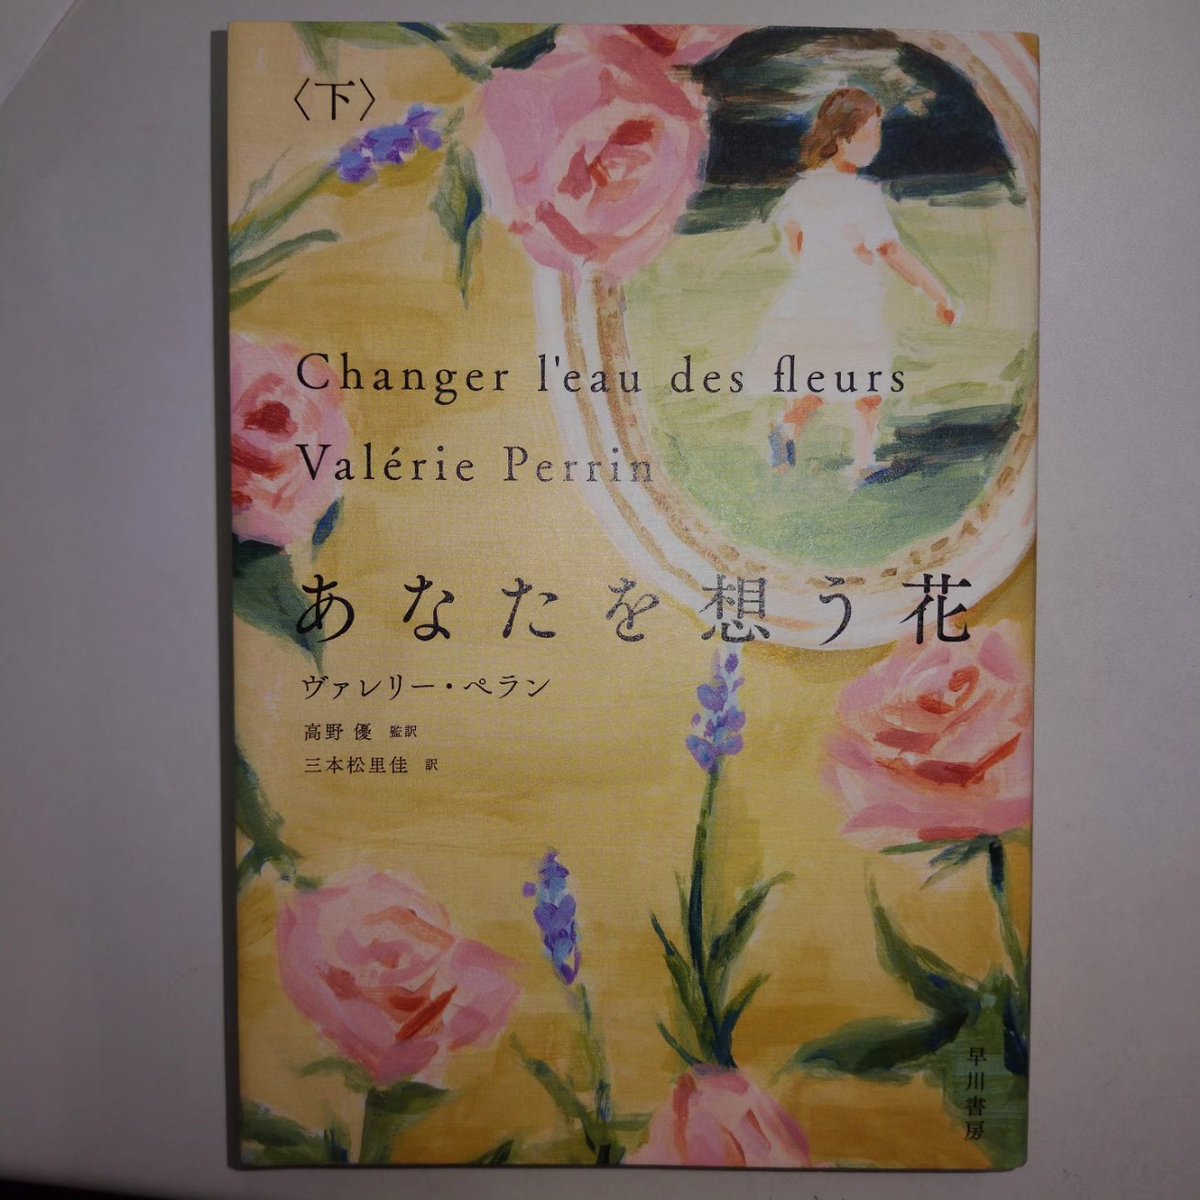 〈下〉
Changer l'eau des fleurs
Valérie Perrin
あなたを想う花
ヴァレリー・ペラン
高野 優 監訳
三本松里佳 訳
早川書房